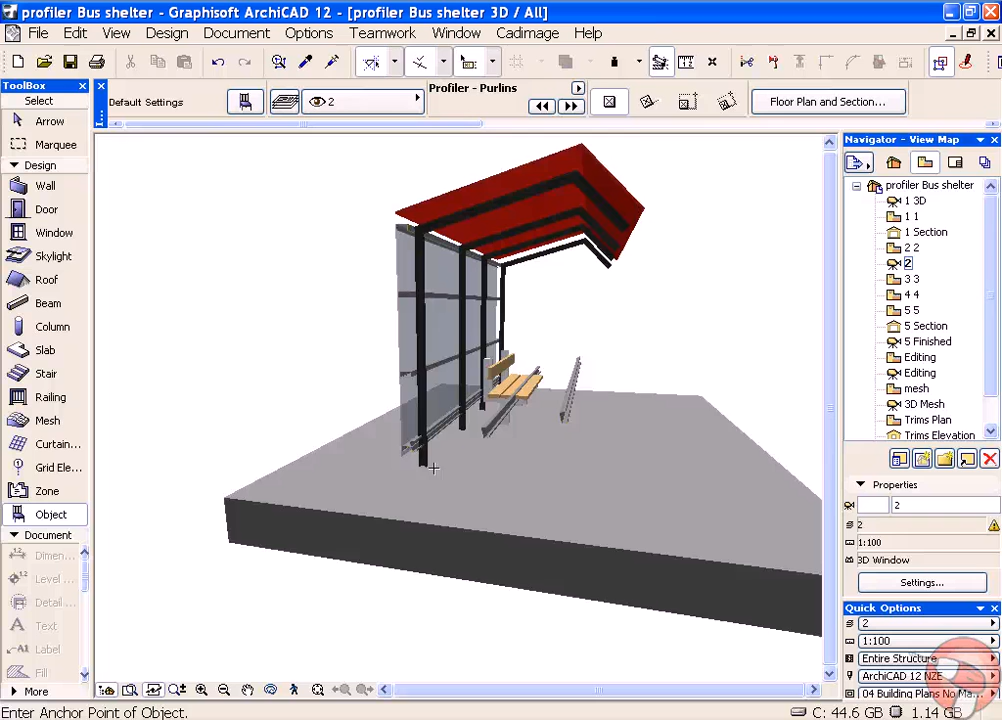 profiler Bus shelter - Graphisoft ArchiCAD 12 - [profiler Bus shelter 3D / All]
File Edit View Design Document Options Teamwork Window Cadimage Help
ToolBox
Select
Arrow
Marquee
Design
Wall
Door
Window
Skylight
Roof
Beam
Column
Slab
Stair
Railing
Mesh
Curtain...
Grid Ele...
Zone
Object
Document
Dimen...
Level ...
Detail ...
Text
Label
Fill
More
Default Settings
2
Profiler - Purlins
Floor Plan and Section...
Navigator - View Map
profiler Bus shelter
1 3D
1 1
1 Section
2 2
2
3 3
4 4
5 5
5 Section
5 Finished
Editing
Editing
mesh
3D Mesh
Trims Plan
Trims Elevation
Properties
2
2
1:100
3D Window
Settings...
Quick Options
2
1:100
Entire Structure
ArchiCAD 12 NZE
04 Building Plans No Ma...
Enter Anchor Point of Object.
C: 44.6 GB
1.14 GB